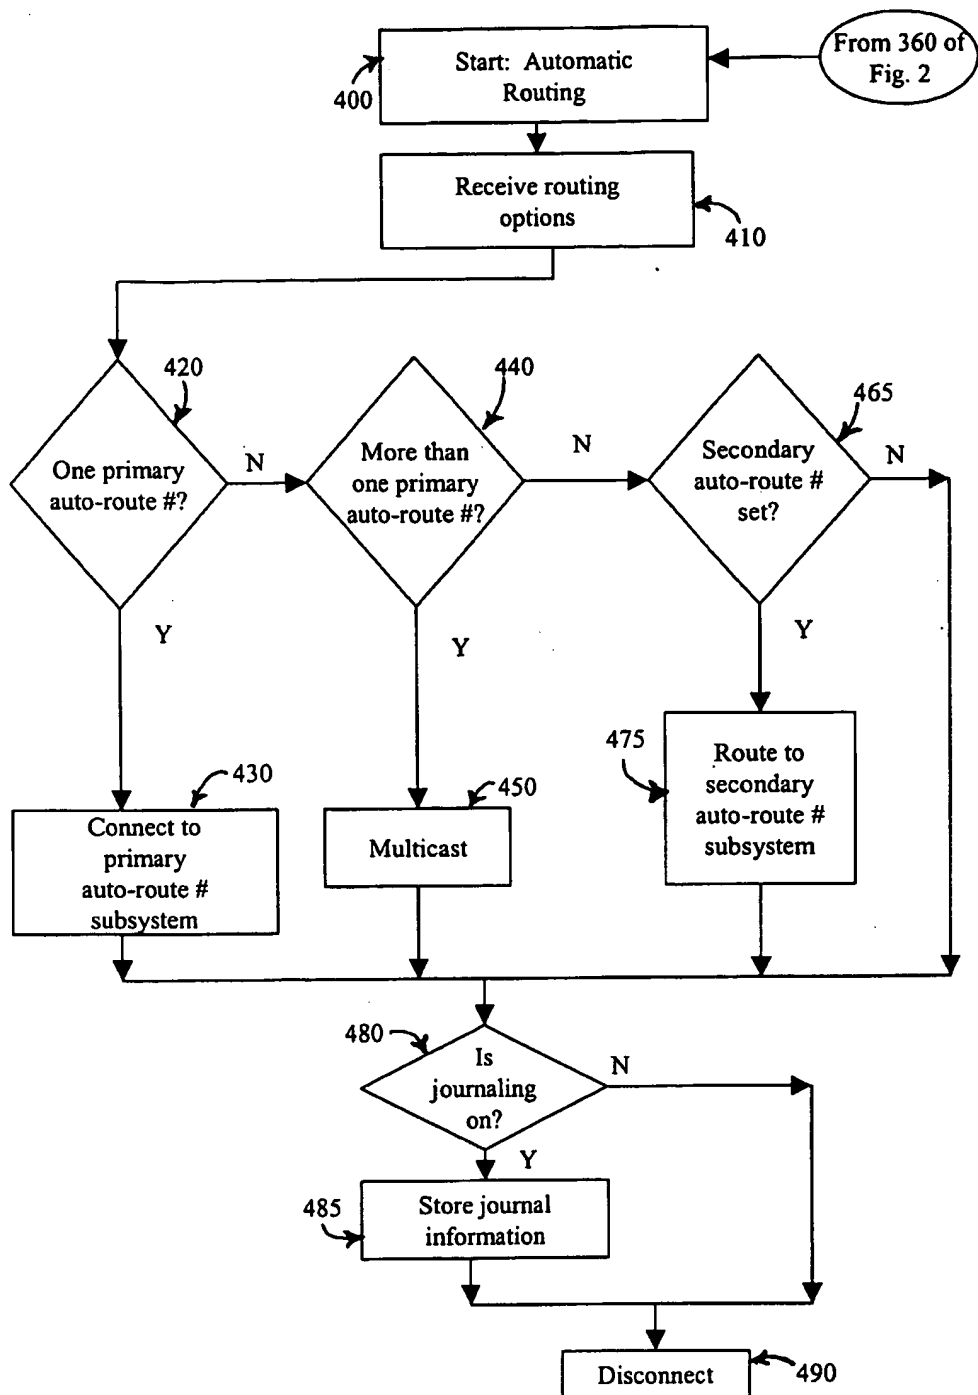 From 360 of
Fig. 2
Start: Automatic
Routing
400
Receive routing
options
410
420
One primary
auto-route #?
N
Y
440
More than
one primary
auto-route #?
N
Y
465
Secondary
auto-route #
set?
N
Y
430
Connect to
primary
auto-route #
subsystem
450
Multicast
475
Route to
secondary
auto-route #
subsystem
480
Is
journaling
on?
N
Y
485
Store journal
information
Disconnect
490